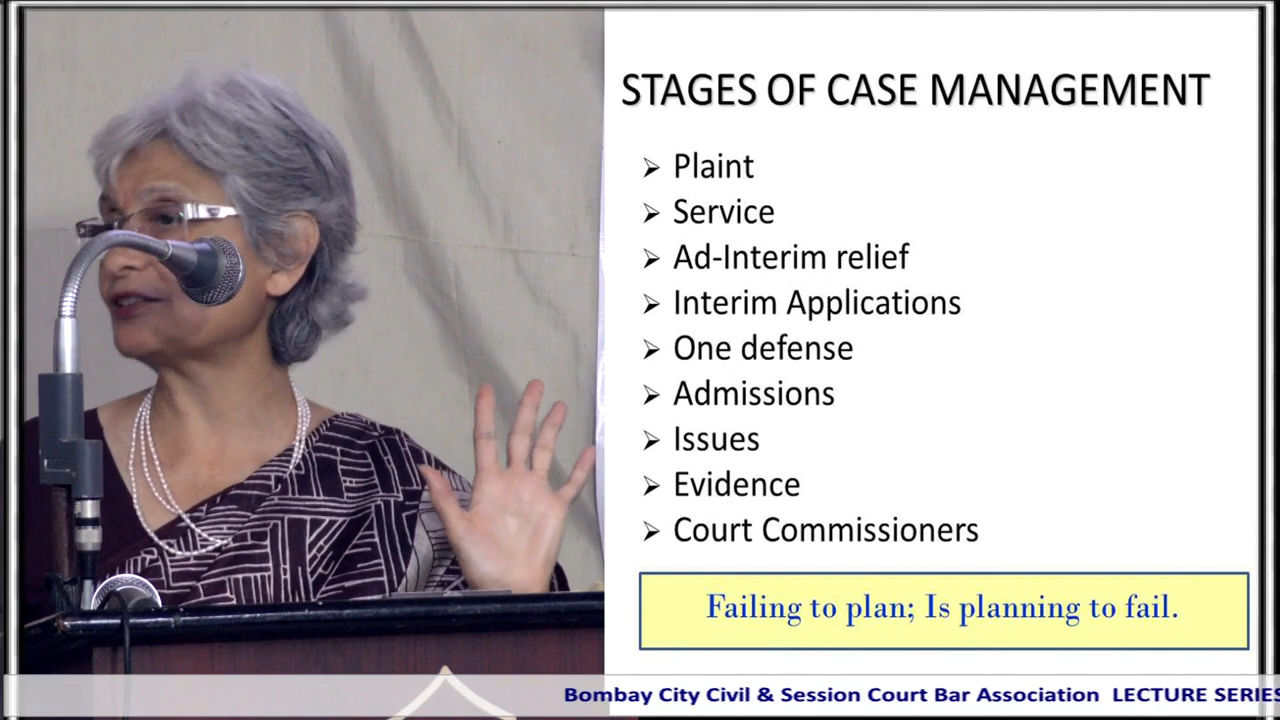 STAGES OF CASE MANAGEMENT
Plaint
Service
Ad-Interim relief
Interim Applications
One defense
Admissions
Issues
Evidence
Court Commissioners
Failing to plan; Is planning to fail.
Bombay City Civil & Session Court Bar Association LECTURE SERIES